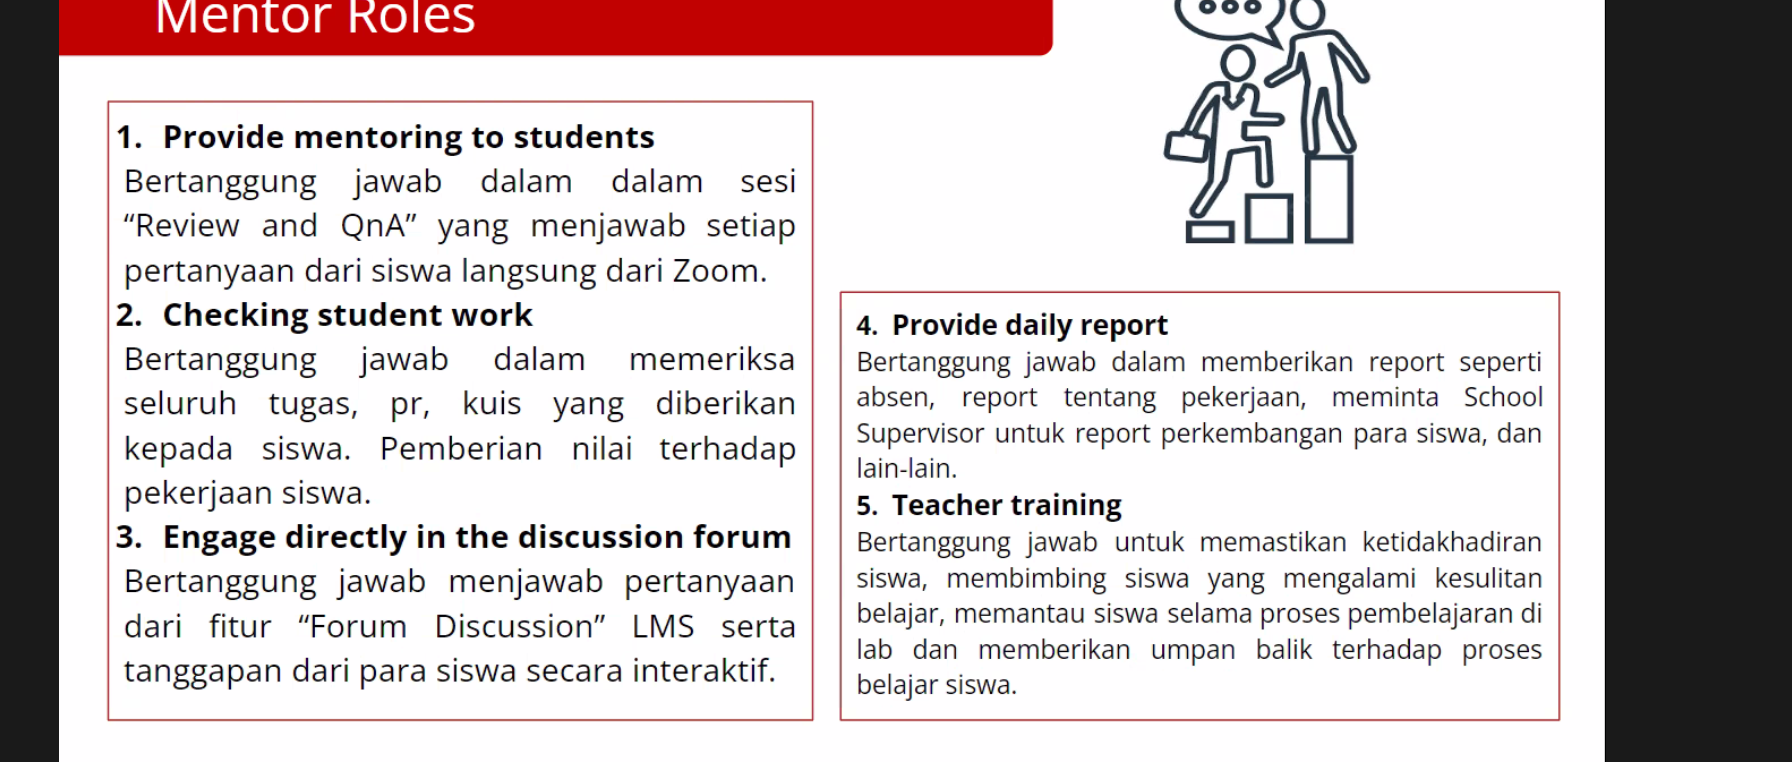 Mentor Roles
1. Provide mentoring to students
Bertanggung jawab dalam dalam sesi
“Review and QnA” yang menjawab setiap
pertanyaan dari siswa langsung dari Zoom.
2. Checking student work
Bertanggung jawab dalam memeriksa
seluruh tugas, pr, kuis yang diberikan
kepada siswa. Pemberian nilai terhadap
pekerjaan siswa.
3. Engage directly in the discussion forum
Bertanggung jawab menjawab pertanyaan
dari fitur “Forum Discussion” LMS serta
tanggapan dari para siswa secara interaktif.
4. Provide daily report
Bertanggung jawab dalam memberikan report seperti
absen, report tentang pekerjaan, meminta School
Supervisor untuk report perkembangan para siswa, dan
lain-lain.
5. Teacher training
Bertanggung jawab untuk memastikan ketidakhadiran
siswa, membimbing siswa yang mengalami kesulitan
belajar, memantau siswa selama proses pembelajaran di
lab dan memberikan umpan balik terhadap proses
belajar siswa.